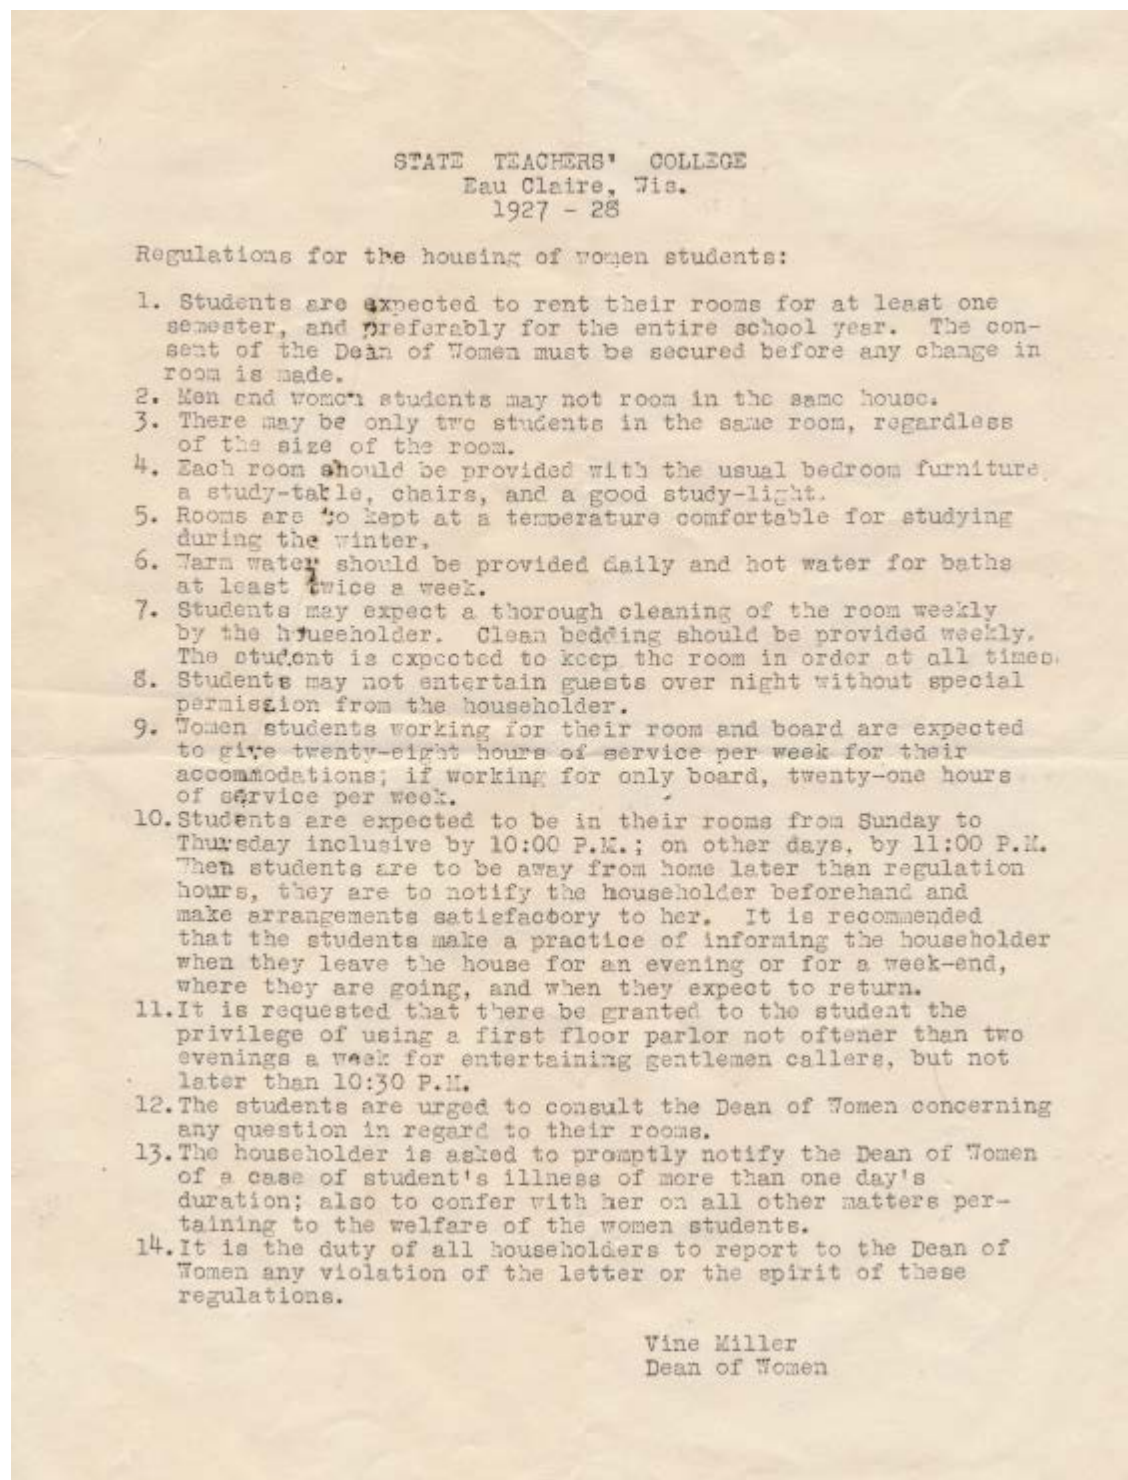 STATE TEACHERS' COLLEGE
Eau Claire, Wis.
1927 - 28
Regulations for the housing of women students:
1. Students are expected to rent their rooms for at least one
semester, and preferably for the entire school year. The con-
sent of the Dean of Women must be secured before any change in
room is made.
2. Men and women students may not room in the same house.
3. There may be only two students in the same room, regardless
of the size of the room.
4. Each room should be provided with the usual bedroom furniture
a study-table, chairs, and a good study-light.
5. Rooms are to kept at a temperature comfortable for studying
during the winter.
6. Warm water should be provided daily and hot water for baths
at least twice a week.
7. Students may expect a thorough cleaning of the room weekly
by the householder. Clean bedding should be provided weekly.
The student is expected to keep the room in order at all times.
8. Students may not entertain guests over night without special
permission from the householder.
9. Women students working for their room and board are expected
to give twenty-eight hours of service per week for their
accommodations; if working for only board, twenty-one hours
of service per week.
10. Students are expected to be in their rooms from Sunday to
Thursday inclusive by 10:00 P.M.; on other days, by 11:00 P.M.
When students are to be away from home later than regulation
hours, they are to notify the householder beforehand and
make arrangements satisfactory to her. It is recommended
that the students make a practice of informing the householder
when they leave the house for an evening or for a week-end,
where they are going, and when they expect to return.
11. It is requested that there be granted to the student the
privilege of using a first floor parlor not oftener than two
evenings a week for entertaining gentlemen callers, but not
later than 10:30 P.M.
12. The students are urged to consult the Dean of Women concerning
any question in regard to their rooms.
13. The householder is asked to promptly notify the Dean of Women
of a case of student's illness of more than one day's
duration; also to confer with her on all other matters per-
taining to the welfare of the women students.
14. It is the duty of all householders to report to the Dean of
Women any violation of the letter or the spirit of these
regulations.
Vine Miller
Dean of Women